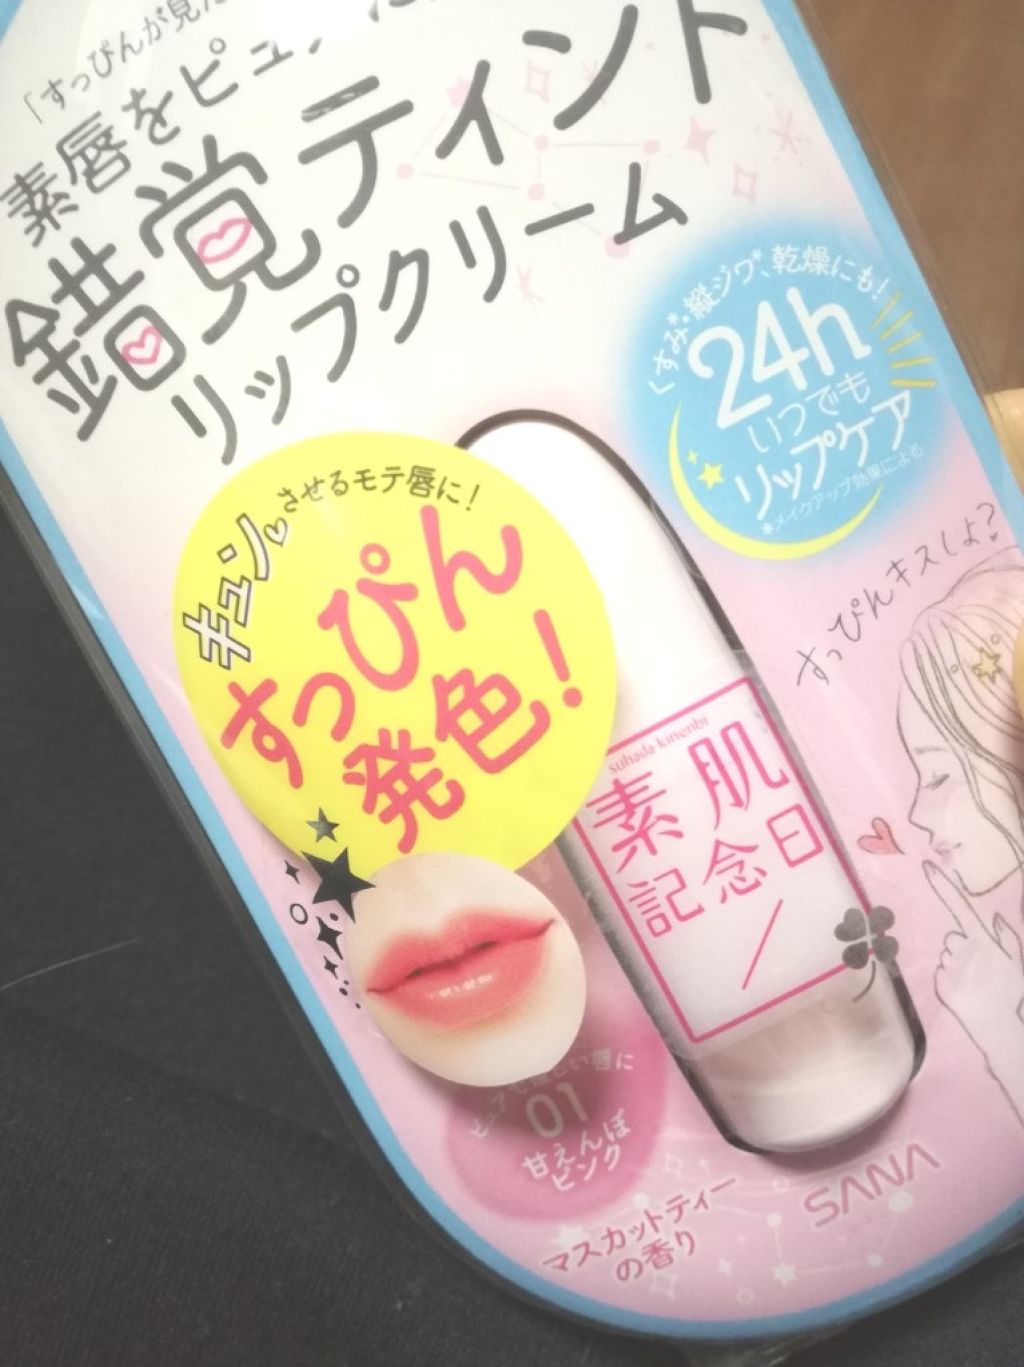 「すっぴんが見た
素唇をピュア
錯覚ティント
リップクリーム
くすみ*・縦ジワ*、乾燥にも!
24h
いつでも
リップケア
*メイクアップ効果による
キュン♡させるモテ唇に!
すっぴん
発色!
すっぴんキスしよ?
suhada kinenbi
素肌
記念日
01
甘えんぼ
ピンク
マスカットティー
の香り
SANA